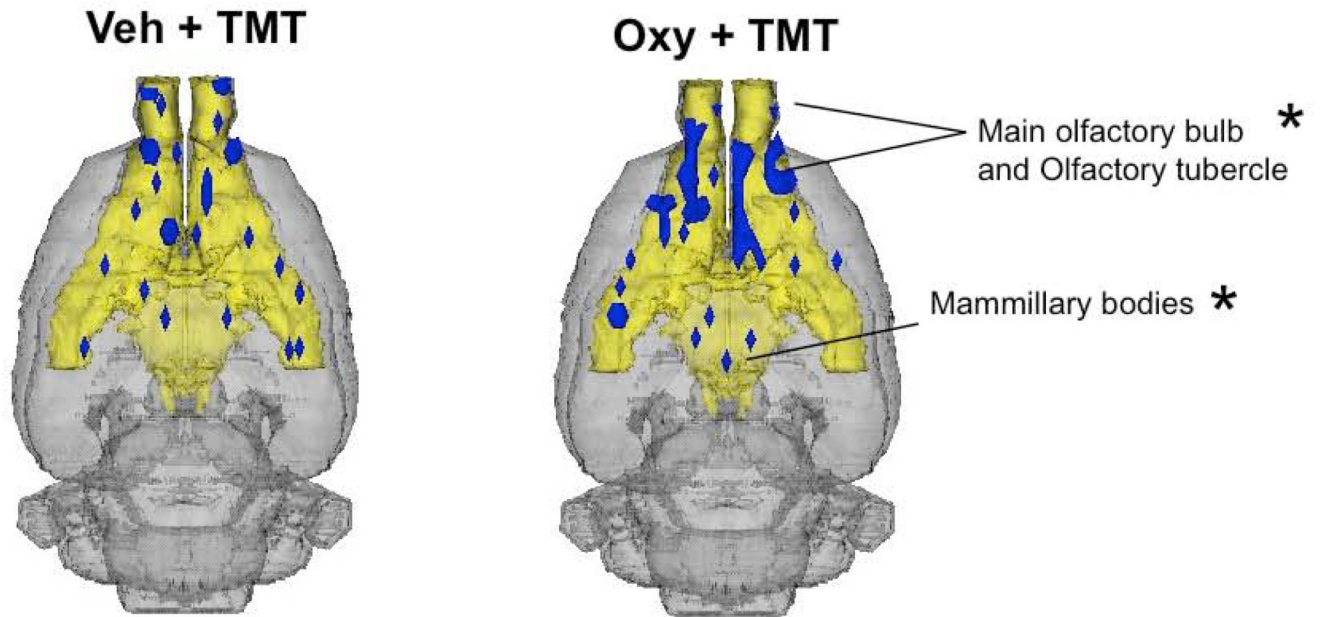 Veh + TMT
Oxy + TMT
Main olfactory bulb *
and Olfactory tubercle
Mammillary bodies *